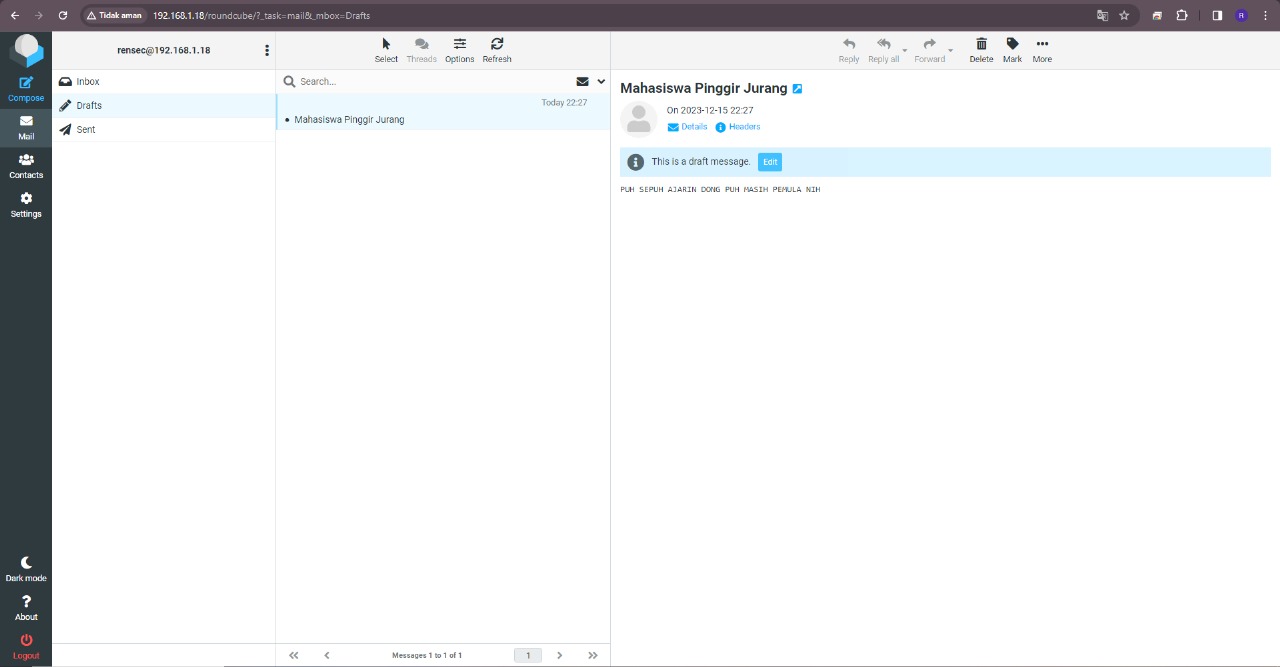 Tidak aman
192.168.1.18/roundcube/?_task=mail&_mbox=Drafts
R
Compose
Mail
Contacts
Settings
Dark mode
About
Logout
rensec@192.168.1.18
Inbox
Drafts
Sent
Select
Threads
Options
Refresh
Search...
Today 22:27
Mahasiswa Pinggir Jurang
Messages 1 to 1 of 1
1
Reply
Reply all
Forward
Delete
Mark
More
Mahasiswa Pinggir Jurang
On 2023-12-15 22:27
Details
Headers
This is a draft message.
Edit
PUH SEPUH AJARIN DONG PUH MASIH PEMULA NIH